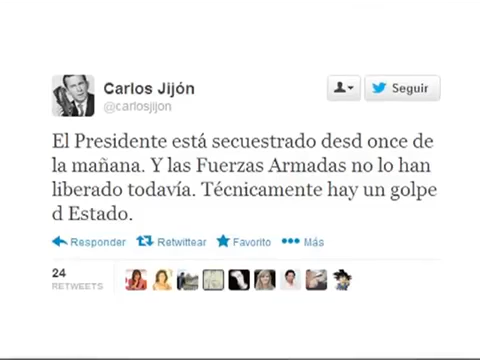 Carlos Jijón
@carlosjijon
Seguir
El Presidente está secuestrado desd once de
la mañana. Y las Fuerzas Armadas no lo han
liberado todavía. Técnicamente hay un golpe
d Estado.
Responder Retwittear Favorito Más
24
RETWEETS